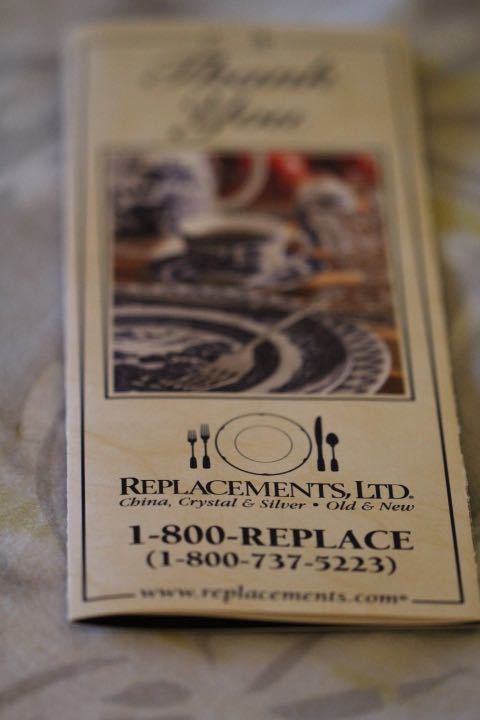 Thank
You
REPLACEMENTS, LTD.
China, Crystal & Silver • Old & New
1-800-REPLACE
(1-800-737-5223)
www.replacements.com®